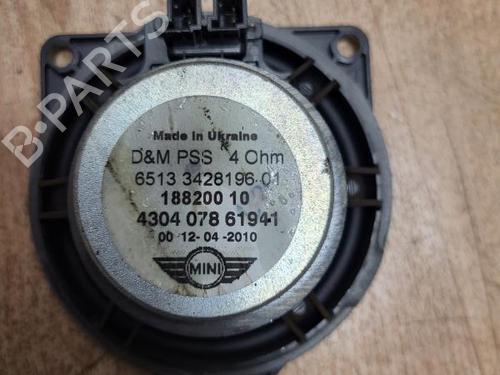 B-PARTS
Made in Ukraine
D&M PSS 4 Ohm
6513 3428196-01
188200 10
4304 078 61941
00 12-04-2010
MINI